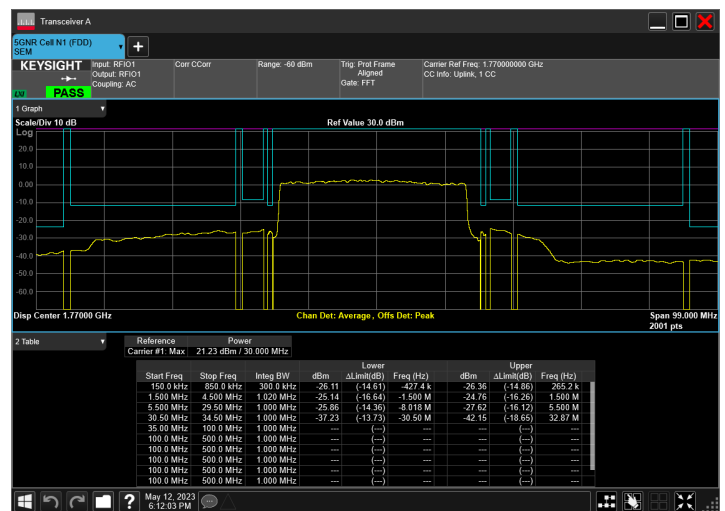 Transceiver A
5GNR Cell N1 (FDD)
SEM
KEYSIGHT
LXI PASS
Input: RFIO1
Output: RFIO1
Coupling: AC
Corr CCorr
Range: -60 dBm
Trig: Prot Frame
Aligned
Gate: FFT
Carrier Ref Freq: 1.770000000 GHz
CC Info: Uplink, 1 CC
1 Graph
Scale/Div 10 dB
Ref Value 30.0 dBm
Log
20.0
10.0
0.00
-10.0
-20.0
-30.0
-40.0
-50.0
-60.0
Disp Center 1.77000 GHz
Chan Det: Average , Offs Det: Peak
Span 99.000 MHz
2001 pts
2 Table
Reference Power
Carrier #1: Max 21.23 dBm / 30.000 MHz
Lower Upper
Start Freq Stop Freq Integ BW dBm ΔLimit(dB) Freq (Hz) dBm ΔLimit(dB) Freq (Hz)
150.0 kHz 850.0 kHz 300.0 kHz -26.11 (-14.61) -427.4 k -26.36 (-14.86) 265.2 k
1.500 MHz 4.500 MHz 1.020 MHz -25.14 (-16.64) -1.500 M -24.76 (-16.26) 1.500 M
5.500 MHz 29.50 MHz 1.000 MHz -25.86 (-14.36) -8.018 M -27.62 (-16.12) 5.500 M
30.50 MHz 34.50 MHz 1.000 MHz -37.23 (-13.73) -30.50 M -42.15 (-18.65) 32.87 M
35.00 MHz 100.0 MHz 1.000 MHz --- (---) --- --- (---) ---
100.0 MHz 500.0 MHz 1.000 MHz --- (---) --- --- (---) ---
100.0 MHz 500.0 MHz 1.000 MHz --- (---) --- --- (---) ---
100.0 MHz 500.0 MHz 1.000 MHz --- (---) --- --- (---) ---
100.0 MHz 500.0 MHz 1.000 MHz --- (---) --- --- (---) ---
100.0 MHz 500.0 MHz 1.000 MHz --- (---) --- --- (---) ---
?
May 12, 2023
6:12:03 PM